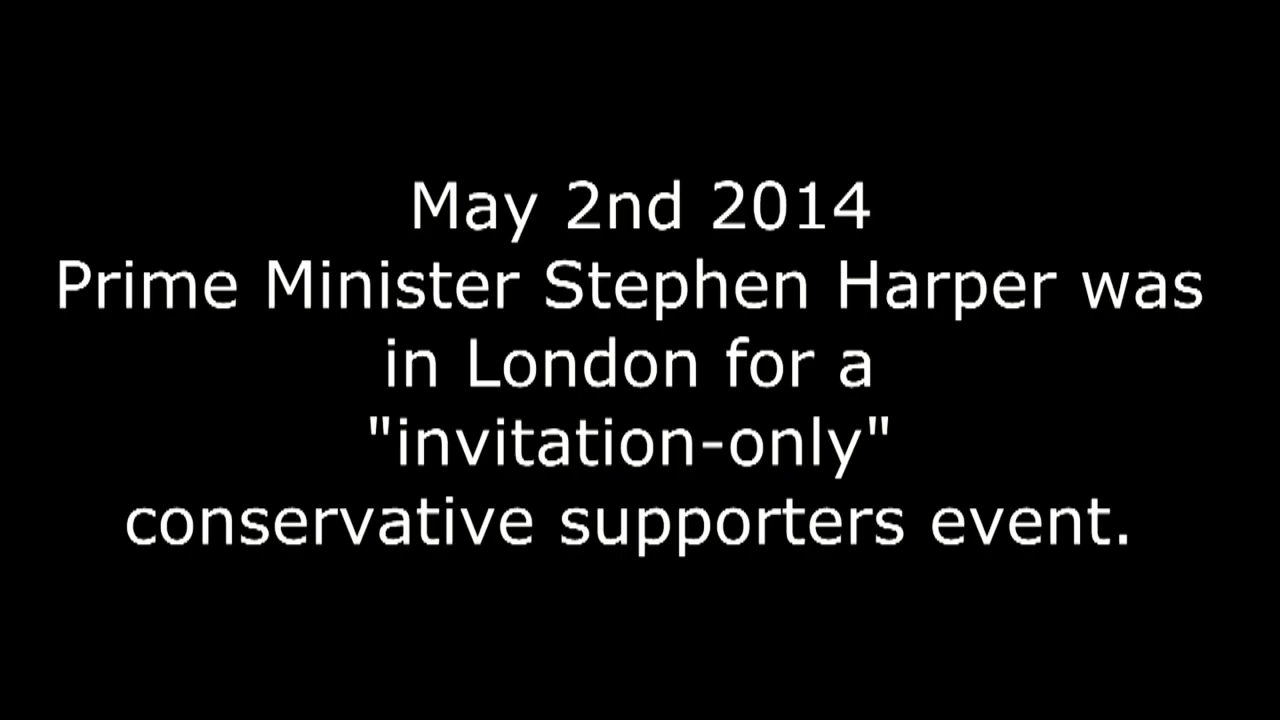 May 2nd 2014
Prime Minister Stephen Harper was
in London for a
"invitation-only"
conservative supporters event.